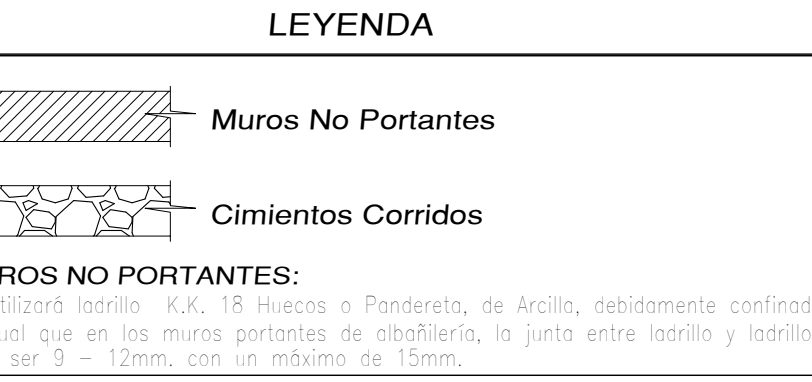 LEYENDA
Muros No Portantes
Cimientos Corridos
ROS NO PORTANTES:
tilizará ladrillo K.K. 18 Huecos o Pandereta, de Arcilla, debidamente confinad
ual que en los muros portantes de albañilería, la junta entre ladrillo y ladrillo
ser 9 – 12mm. con un máximo de 15mm.